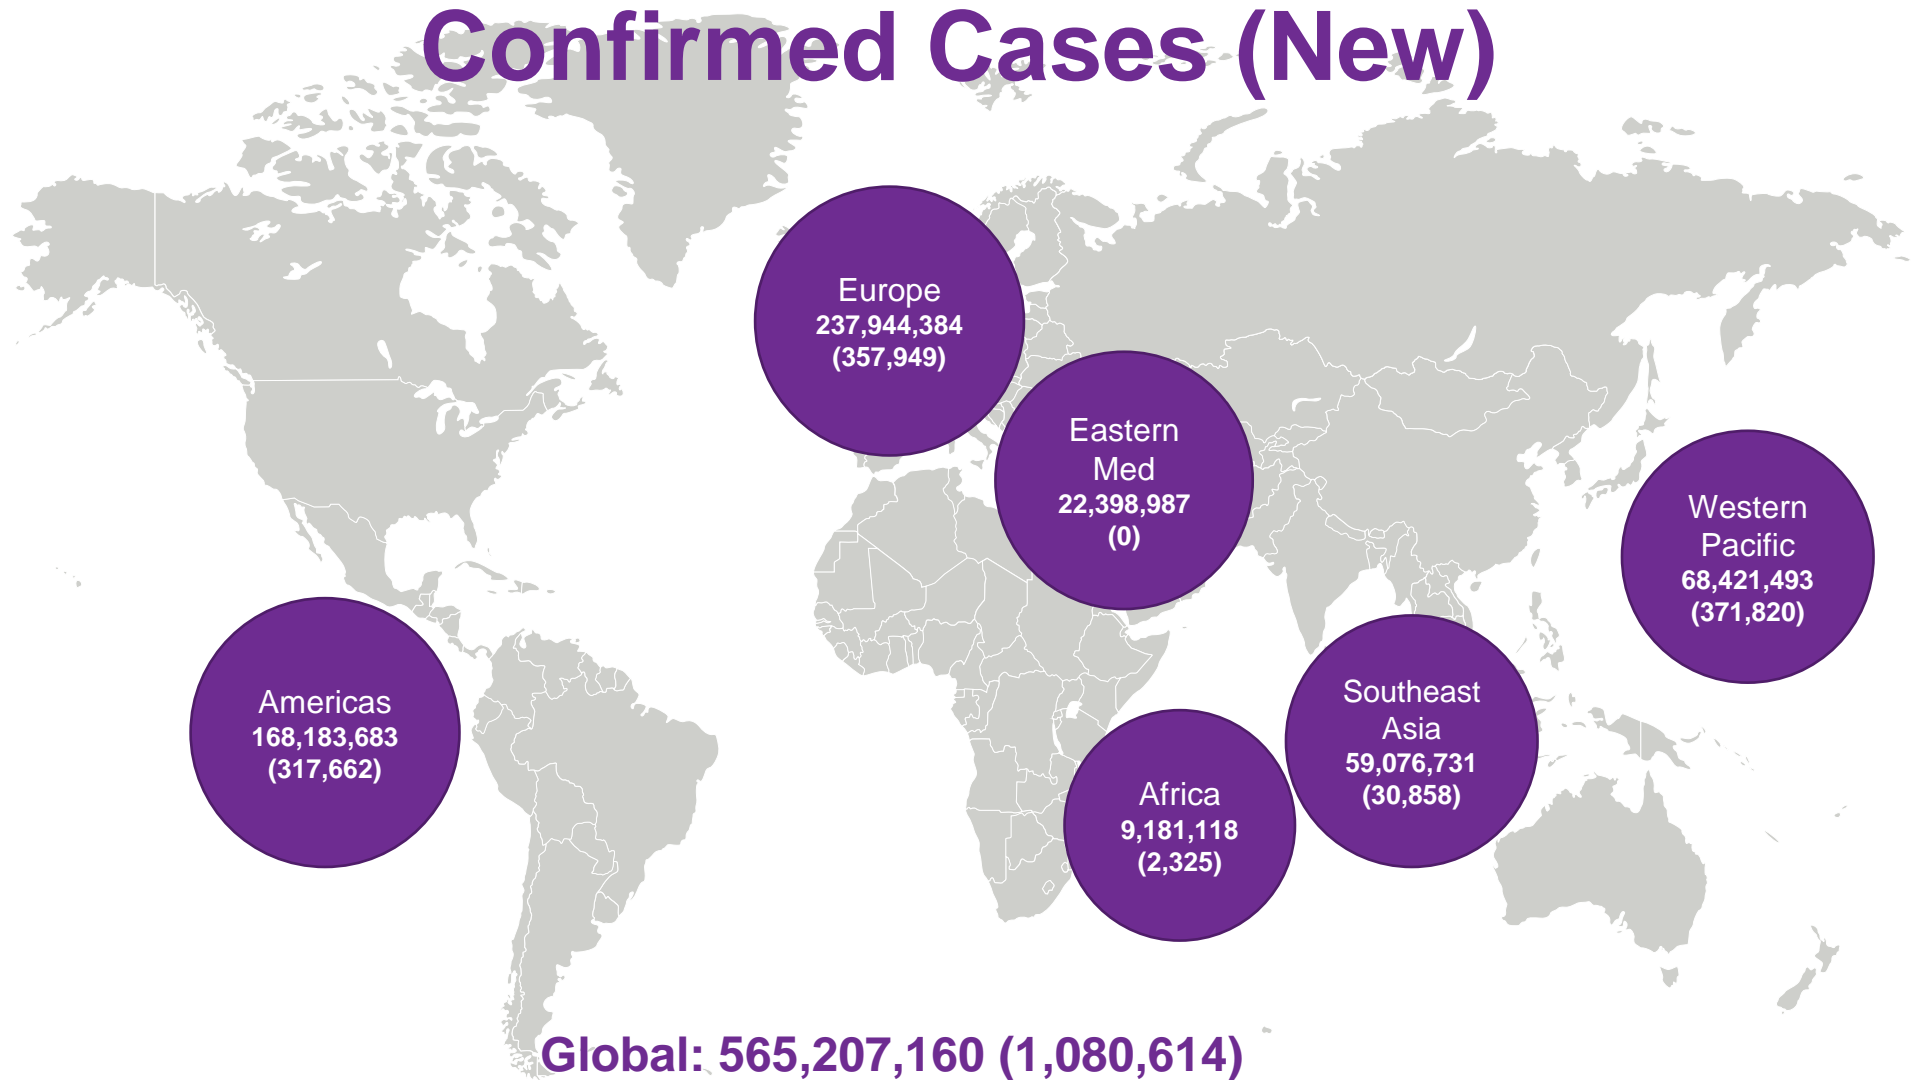 Confirmed Cases (New)
Europe
237,944,384
(357,949)
Eastern
Med
22,398,987
(0)
Western
Pacific
68,421,493
(371,820)
Americas
168,183,683
(317,662)
Southeast
Asia
59,076,731
(30,858)
Africa
9,181,118
(2,325)
Global: 565,207,160 (1,080,614)